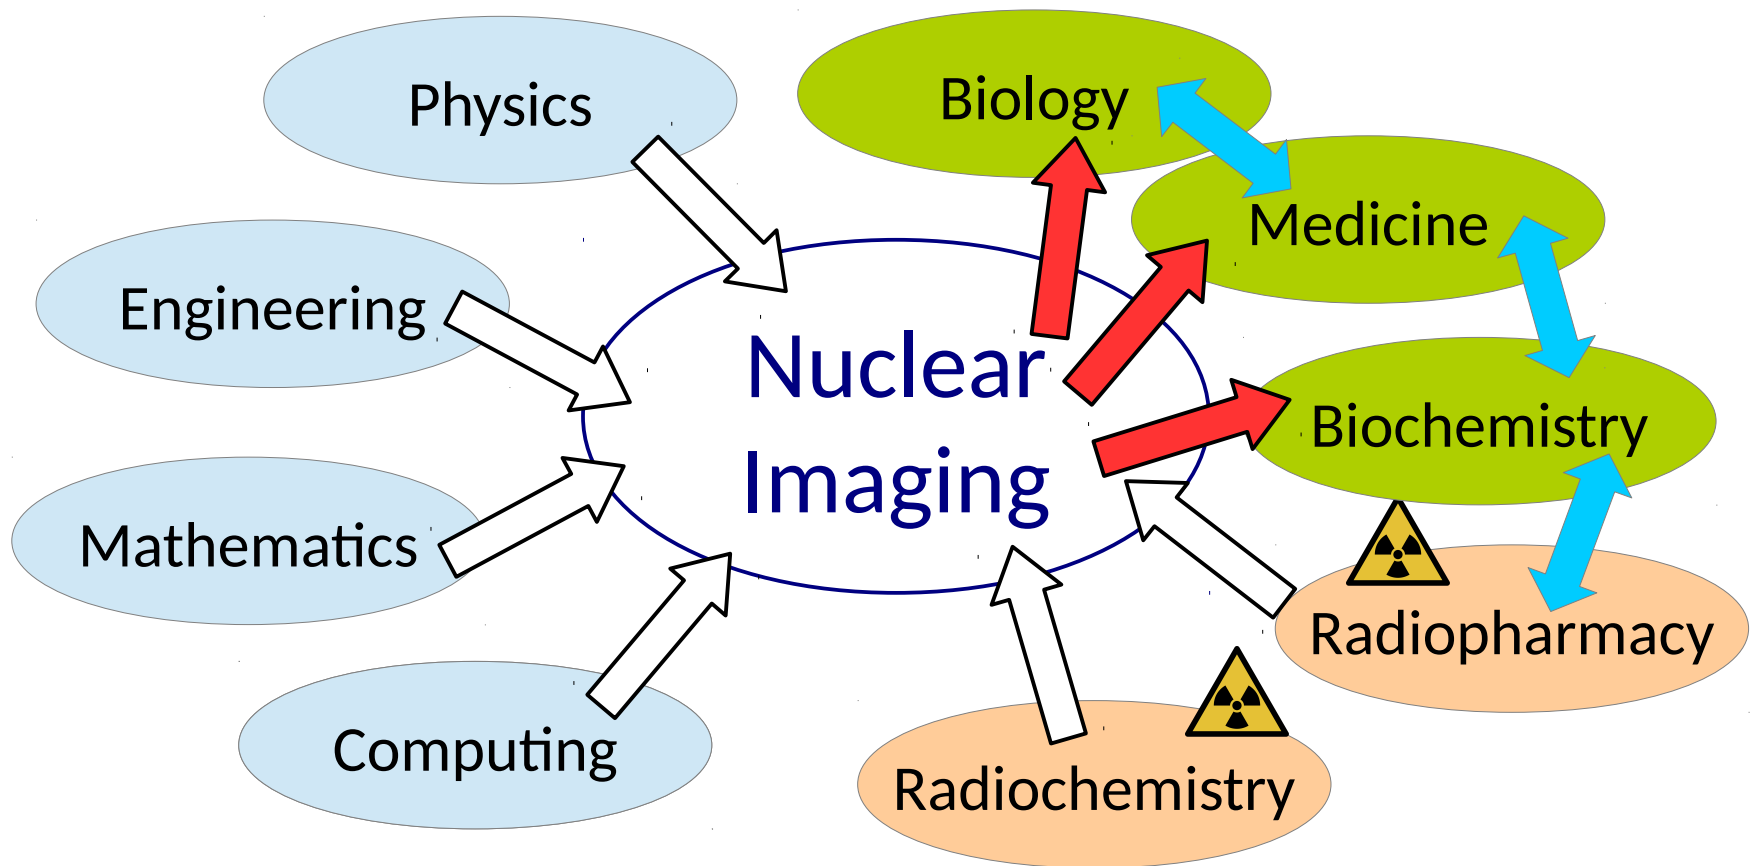 Physics
Biology
Medicine
Engineering
Nuclear
Imaging
Biochemistry
Mathematics
Radiopharmacy
Computing
Radiochemistry